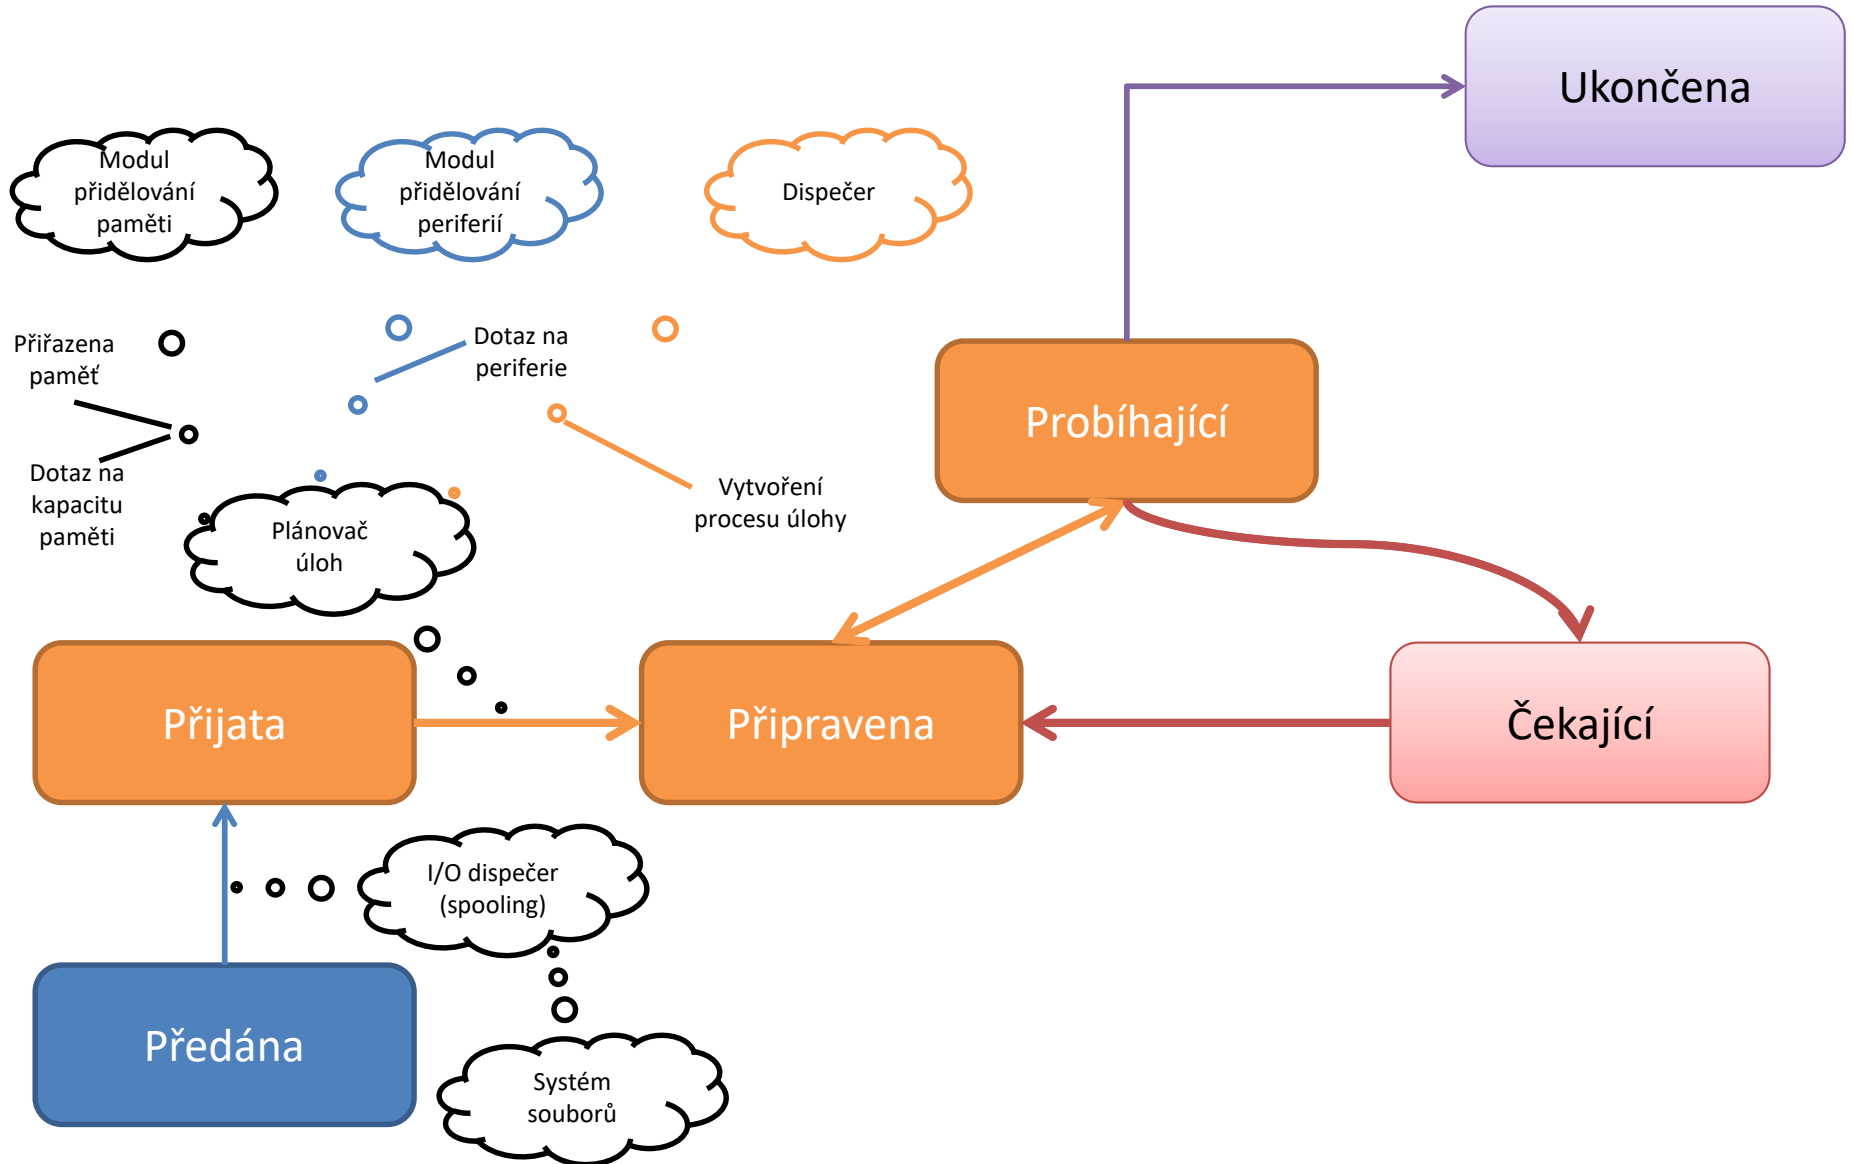 Ukončena
Modul
přidělování
paměti
Modul
přidělování
periferií
Dispečer
Přiřazena
paměť
Dotaz na
periferie
Probíhající
Dotaz na
kapacitu
paměti
Plánovač
úloh
Vytvoření
procesu úlohy
Přijata
Připravena
Čekající
I/O dispečer
(spooling)
Předána
Systém
souborů